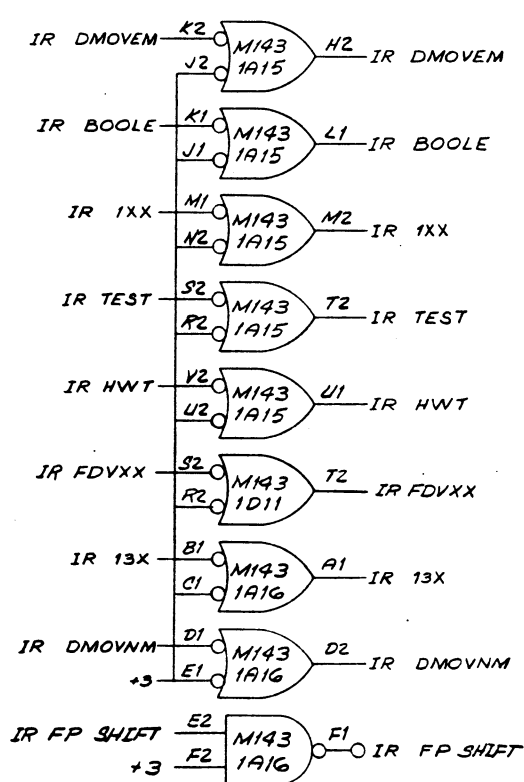 K2
IR DMOVEM M143 H2 IR DMOVEM
J2 1A15
K1
IR BOOLE M143 L1 IR BOOLE
J1 1A15
M1
IR 1XX M143 M2 IR 1XX
N2 1A15
S2
IR TEST M143 T2 IR TEST
R2 1A15
V2
IR HWT M143 U1 IR HWT
U2 1A15
S2
IR FDVXX M143 T2 IR FDVXX
R2 1D11
B1
IR 13X M143 A1 IR 13X
C1 1A16
D1
IR DMOVNM M143 D2 IR DMOVNM
+3 E1 1A16
E2
IR FP SHIFT M143 F1 IR FP SHIFT
+3 F2 1A16